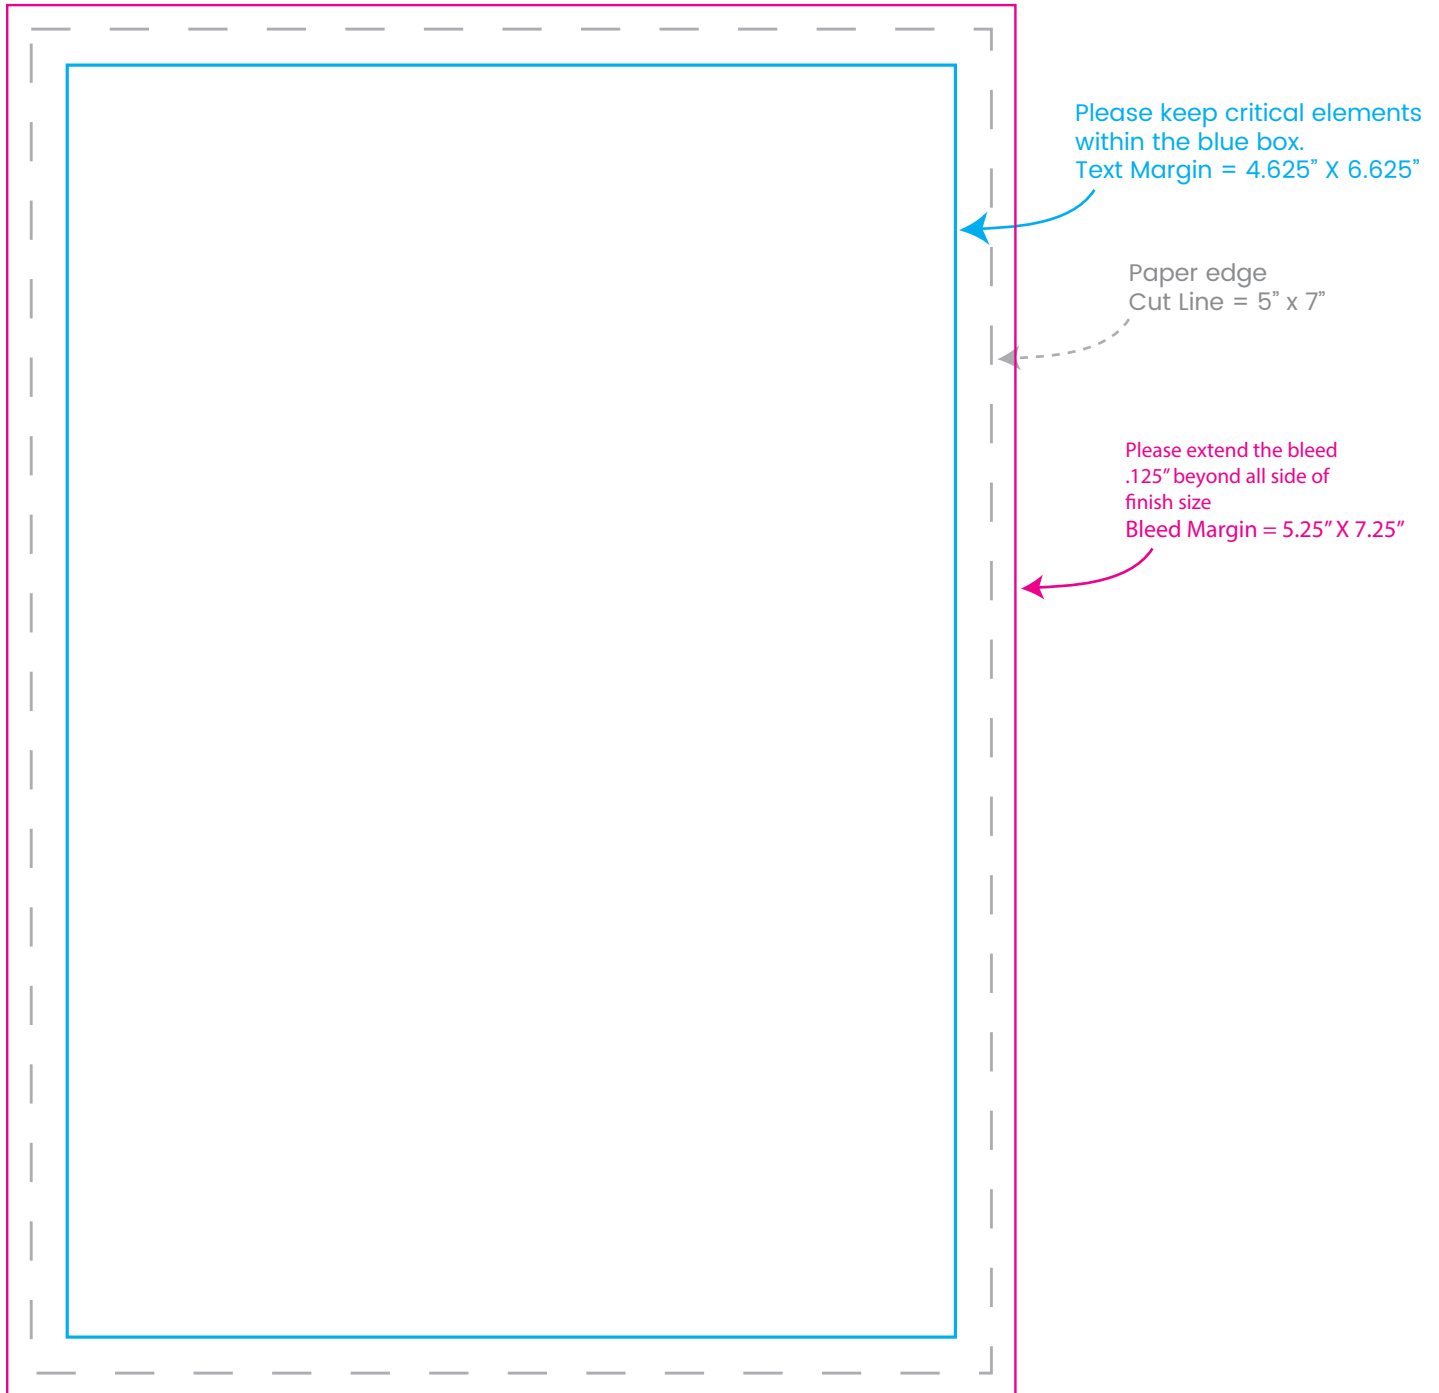 Please keep critical elements
within the blue box.
Text Margin = 4.625” X 6.625”
Paper edge
Cut Line = 5” x 7”
Please extend the bleed
.125” beyond all side of
finish size
Bleed Margin = 5.25” X 7.25”